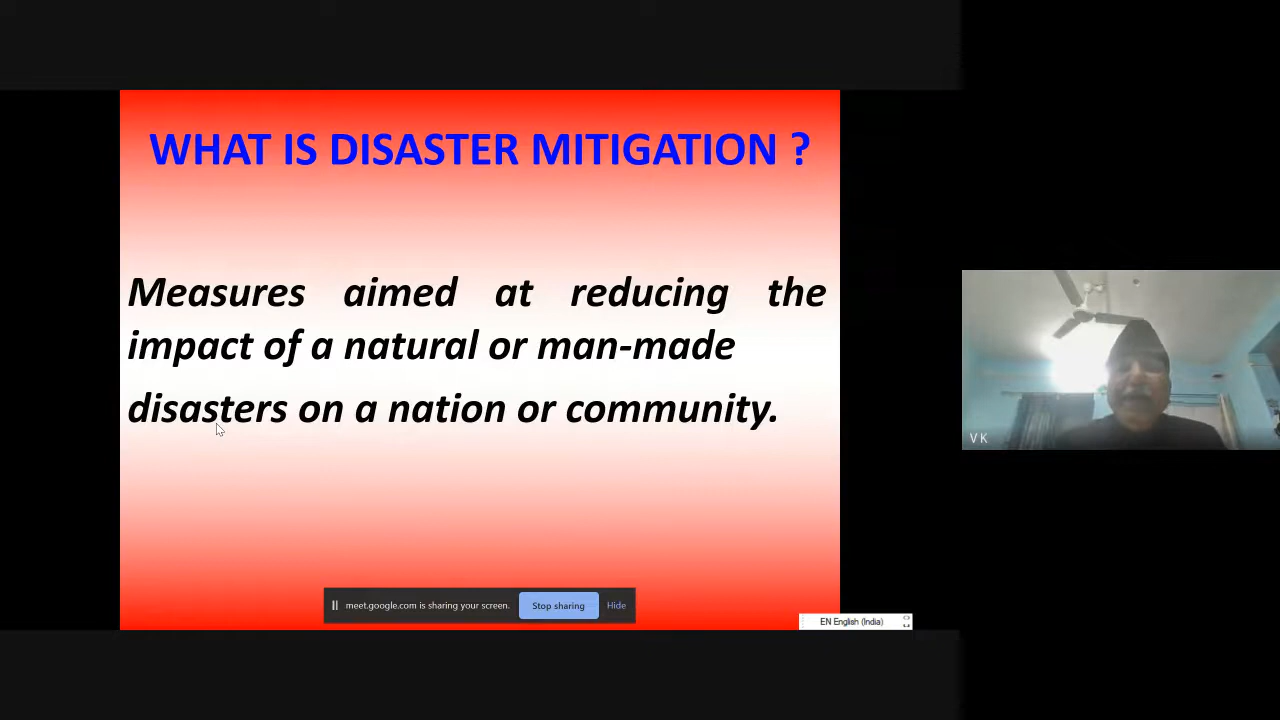 WHAT IS DISASTER MITIGATION ?
Measures aimed at reducing the
impact of a natural or man-made
disasters on a nation or community.
V K
meet.google.com is sharing your screen.
Stop sharing
Hide
EN English (India)